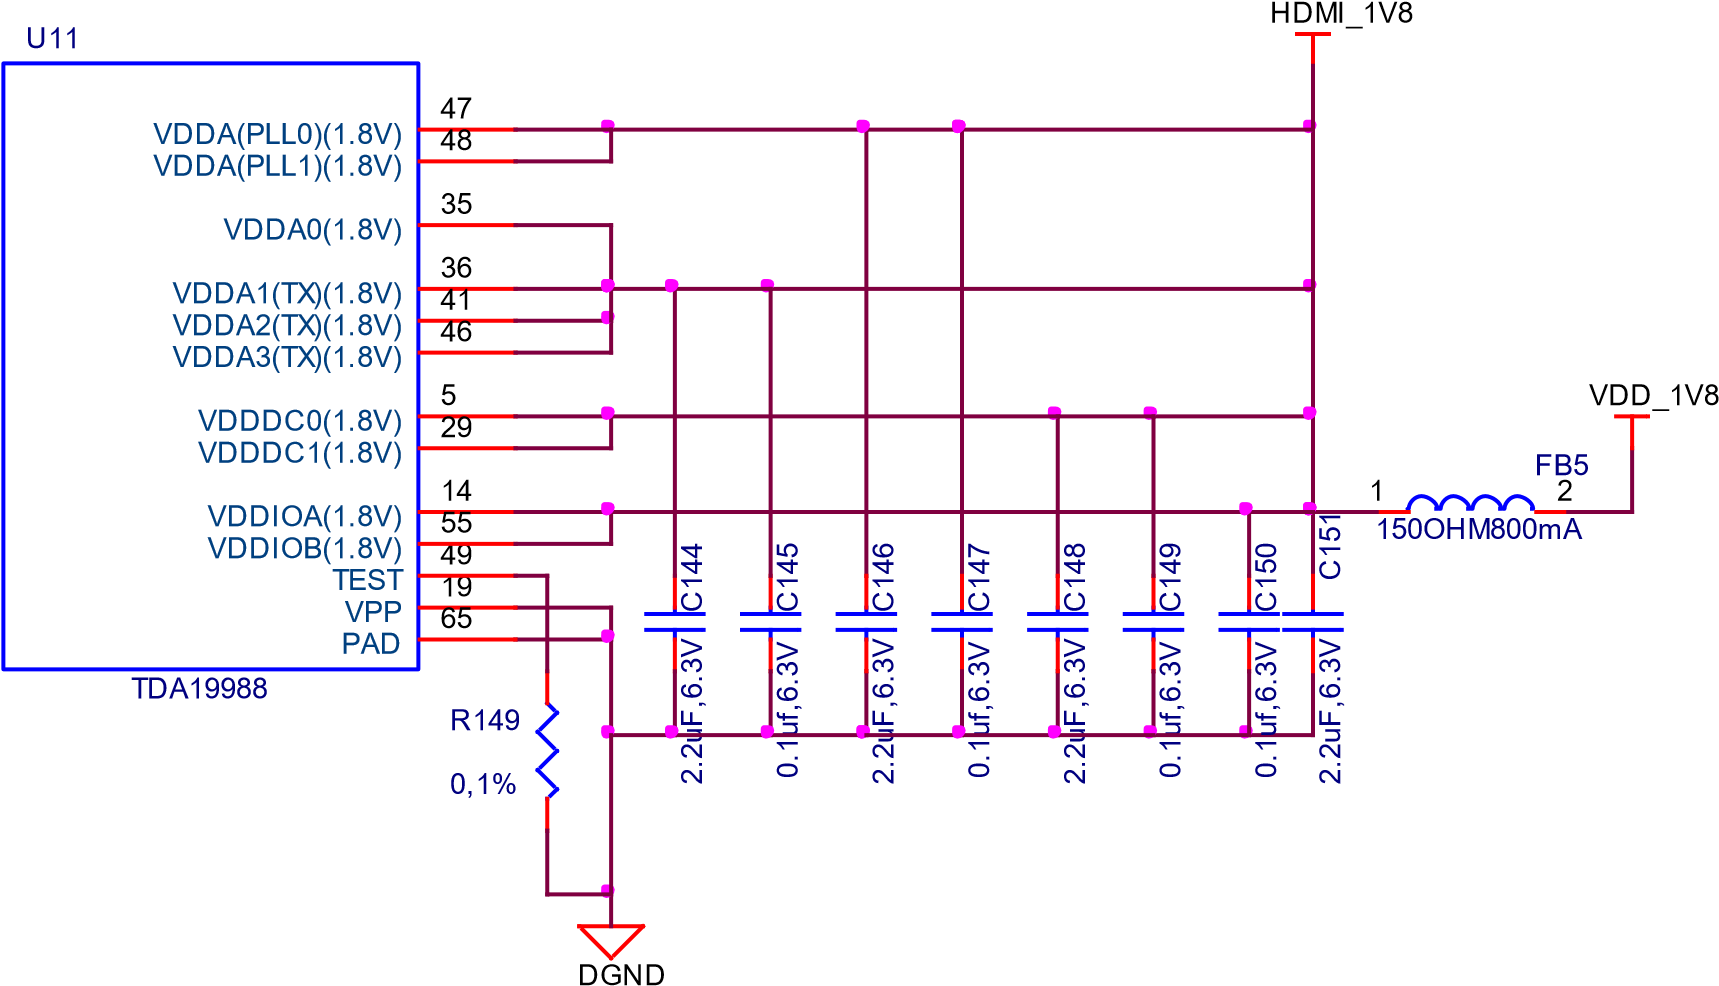 HDMI_1V8
U11
47
VDDA(PLL0)(1.8V)
48
VDDA(PLL1)(1.8V)
35
VDDA0(1.8V)
36
VDDA1(TX)(1.8V)
41
VDDA2(TX)(1.8V)
46
VDDA3(TX)(1.8V)
5
VDDDC0(1.8V)
29
VDDDC1(1.8V)
14
VDDIOA(1.8V)
55
VDDIOB(1.8V)
49
TEST
19
VPP
65
PAD
TDA19988
VDD_1V8
FB5
1
2
150OHM800mA
C144
C145
C146
C147
C148
C149
C150
C151
2.2uF,6.3V
0.1uf,6.3V
2.2uF,6.3V
0.1uf,6.3V
2.2uF,6.3V
0.1uf,6.3V
0.1uf,6.3V
2.2uF,6.3V
R149
0,1%
DGND